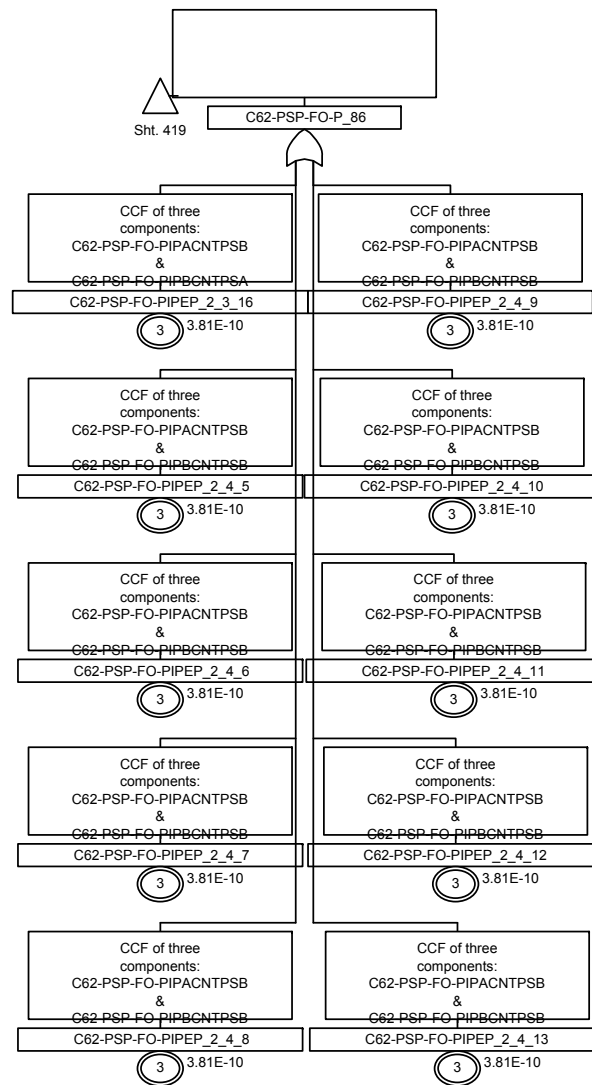 Sht. 419
C62-PSP-FO-P_86
CCF of three
components:
C62-PSP-FO-PIPACNTPSB
&
C62-PSP-FO-PIPBCNTPSA
C62-PSP-FO-PIPEP_2_3_16
3
3.81E-10
CCF of three
components:
C62-PSP-FO-PIPACNTPSB
&
C62-PSP-FO-PIPBCNTPSB
C62-PSP-FO-PIPEP_2_4_9
3
3.81E-10
CCF of three
components:
C62-PSP-FO-PIPACNTPSB
&
C62-PSP-FO-PIPBCNTPSB
C62-PSP-FO-PIPEP_2_4_5
3
3.81E-10
CCF of three
components:
C62-PSP-FO-PIPACNTPSB
&
C62-PSP-FO-PIPBCNTPSB
C62-PSP-FO-PIPEP_2_4_10
3
3.81E-10
CCF of three
components:
C62-PSP-FO-PIPACNTPSB
&
C62-PSP-FO-PIPBCNTPSB
C62-PSP-FO-PIPEP_2_4_6
3
3.81E-10
CCF of three
components:
C62-PSP-FO-PIPACNTPSB
&
C62-PSP-FO-PIPBCNTPSB
C62-PSP-FO-PIPEP_2_4_11
3
3.81E-10
CCF of three
components:
C62-PSP-FO-PIPACNTPSB
&
C62-PSP-FO-PIPBCNTPSB
C62-PSP-FO-PIPEP_2_4_7
3
3.81E-10
CCF of three
components:
C62-PSP-FO-PIPACNTPSB
&
C62-PSP-FO-PIPBCNTPSB
C62-PSP-FO-PIPEP_2_4_12
3
3.81E-10
CCF of three
components:
C62-PSP-FO-PIPACNTPSB
&
C62-PSP-FO-PIPBCNTPSB
C62-PSP-FO-PIPEP_2_4_8
3
3.81E-10
CCF of three
components:
C62-PSP-FO-PIPACNTPSB
&
C62-PSP-FO-PIPBCNTPSB
C62-PSP-FO-PIPEP_2_4_13
3
3.81E-10